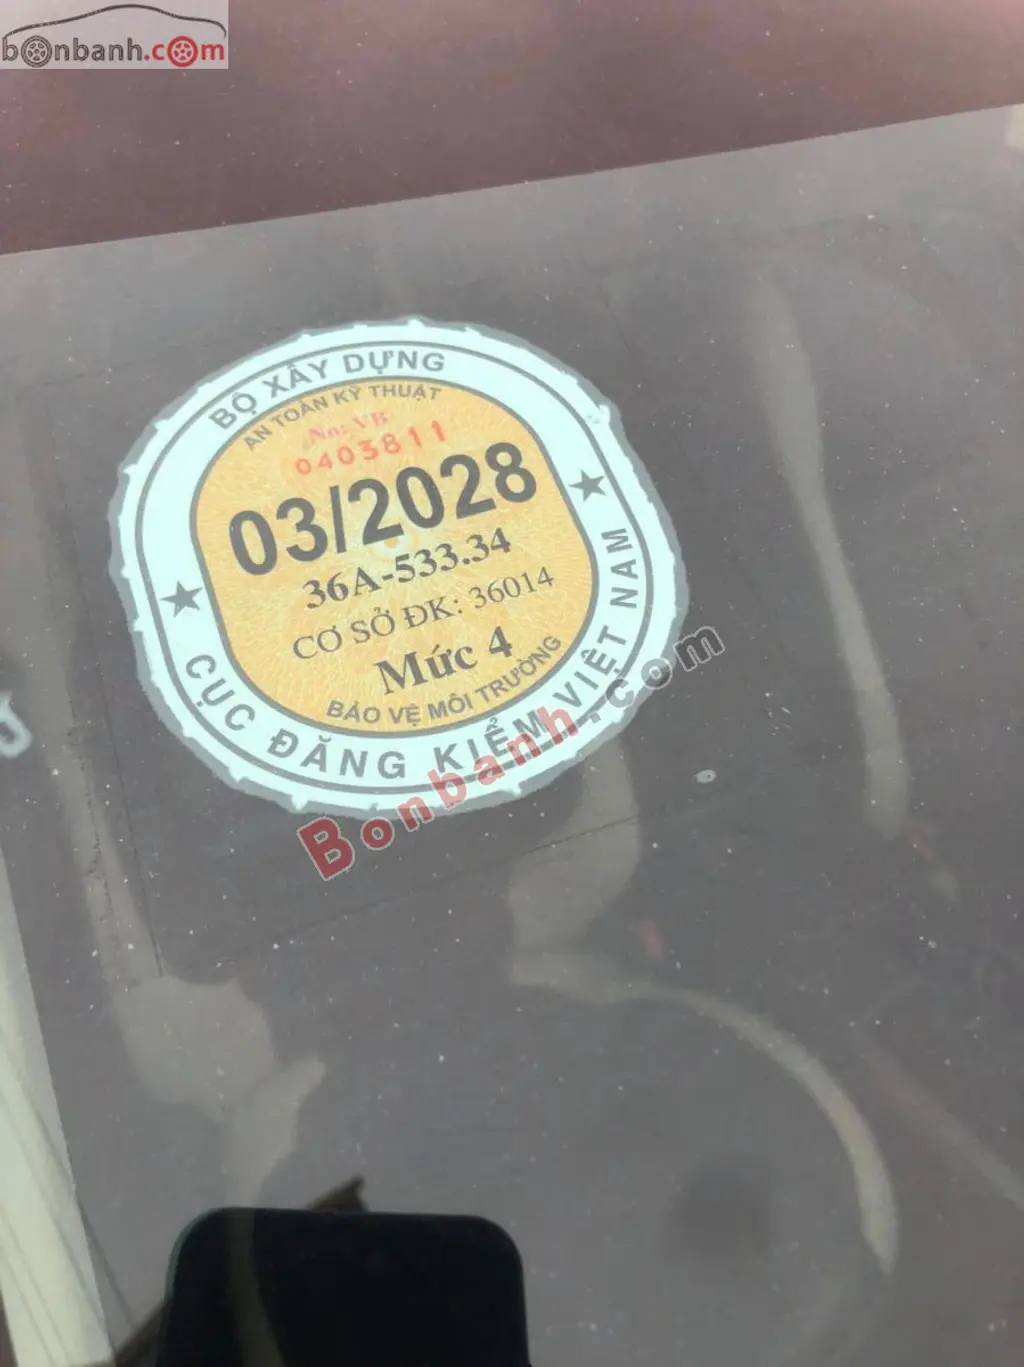 bonbanh.com
BỘ XÂY DỰNG
AN TOÀN KỸ THUẬT
No: VB
0403811
03/2028
36A-533.34
CƠ SỞ ĐK: 36014
Mức 4
BẢO VỆ MÔI TRƯỜNG
CỤC ĐĂNG KIỂM VIỆT NAM
Bonbanh.com